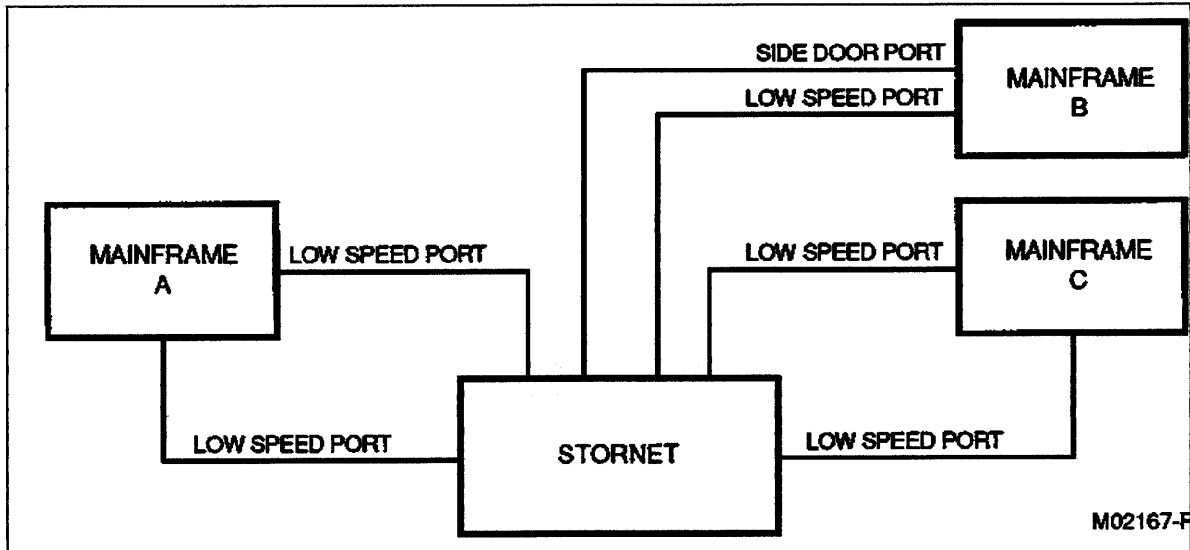 SIDE DOOR PORT
MAINFRAME
B
LOW SPEED PORT
MAINFRAME
A
LOW SPEED PORT
LOW SPEED PORT
MAINFRAME
C
LOW SPEED PORT
STORNET
LOW SPEED PORT